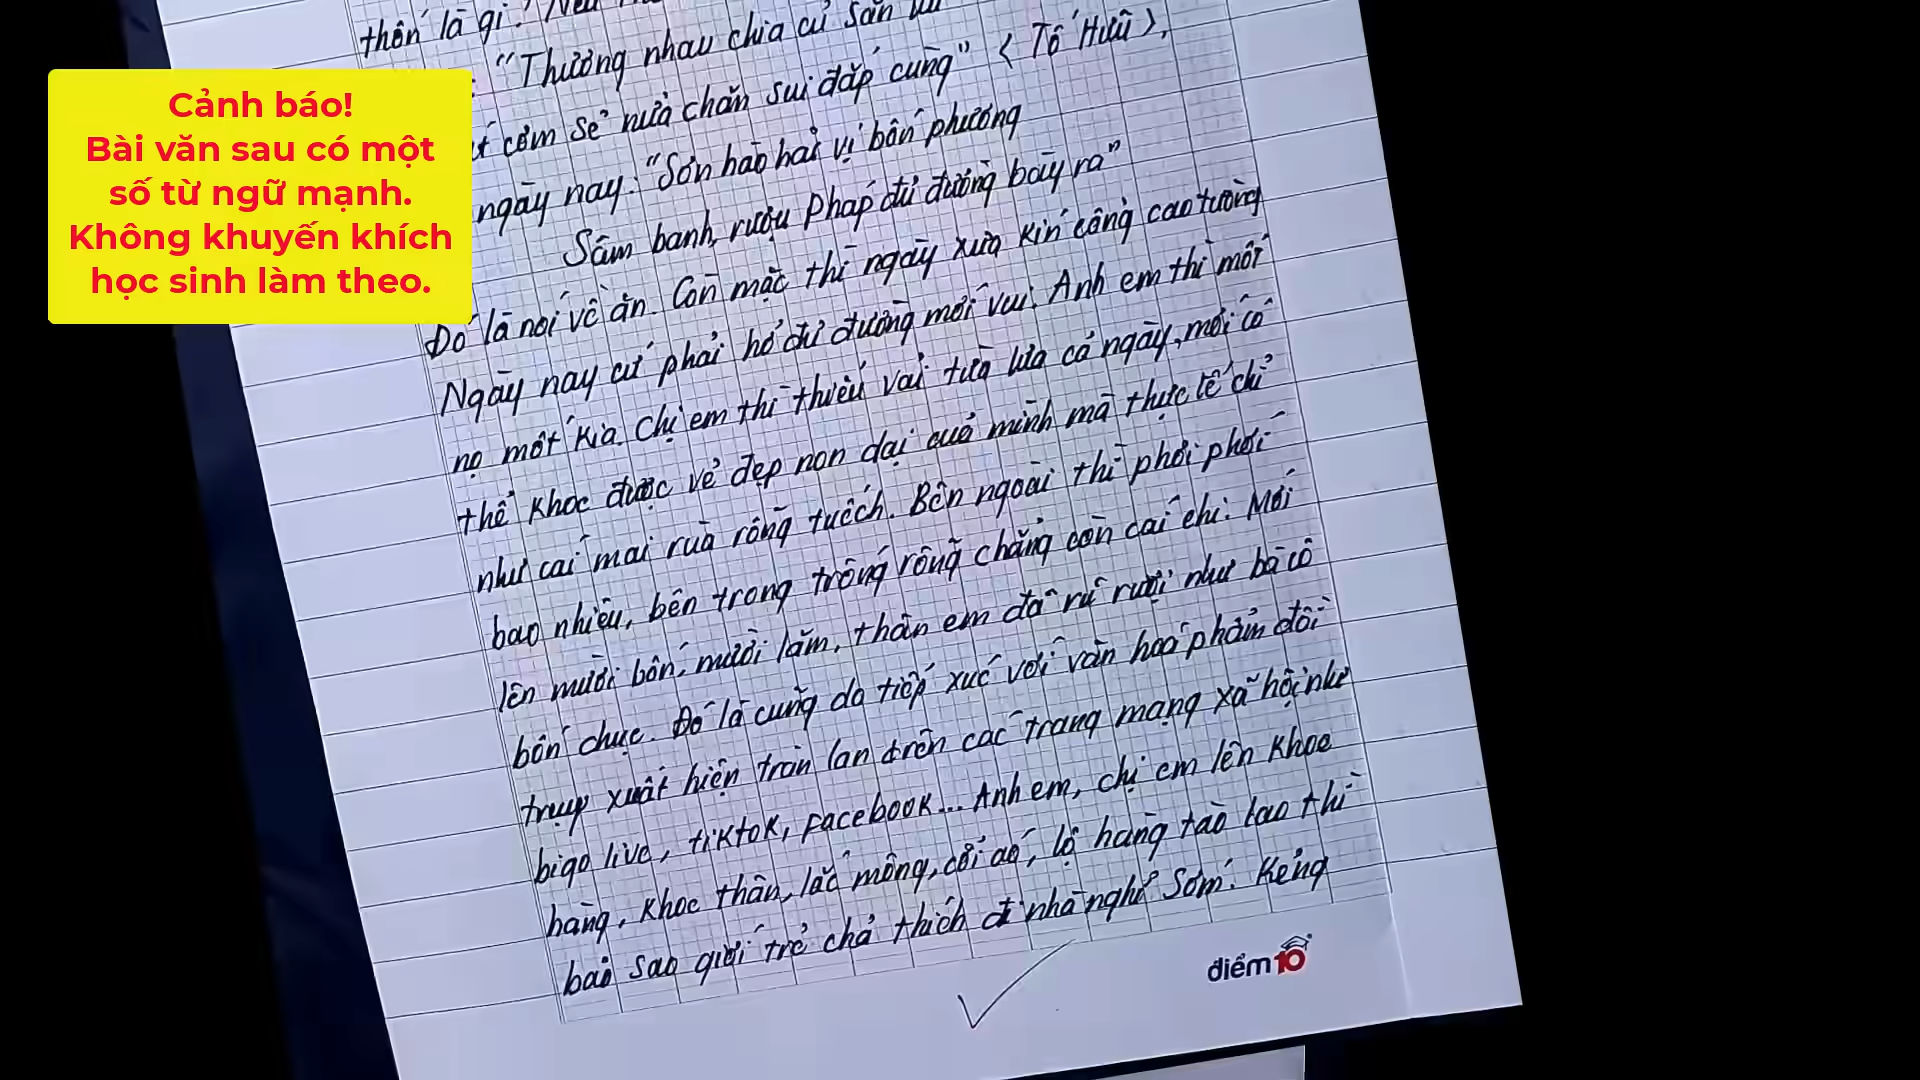 Cảnh báo!
Bài văn sau có một
số từ ngữ mạnh.
Không khuyến khích
học sinh làm theo.
thôn là gì?
"Thương nhau chia củ sắn lùi
cơm sẻ nửa chăn sui đắp cùng" (Tố Hữu).
ngày nay: "Sơn hào hải vị bốn phương
Sâm banh, rượu Pháp đủ đường bày ra"
Đó là nói về ăn. Còn mặc thì ngày xưa kín cổng cao tường
Ngày nay cứ phải hở đủ đường mới vui. Anh em thì mốt
nọ mốt kia. Chị em thì thiếu vải tựa lửa cả ngày, mới có
thể khoe được vẻ đẹp non dại của mình mà thực tế chỉ
như cái mai rùa rỗng tuếch. Bên ngoài thì phơi phới
bao nhiêu, bên trong trống rỗng chẳng còn cái chi. Mới
lên mười bốn, mười lăm, thân em đã rũ rượi như bà cô
bốn chục. Đó là cũng do tiếp xúc với văn hoá phẩm đồi
trụy xuất hiện tràn lan trên các trang mạng xã hội như
bigo live, tiktok, facebook... Anh em, chị em lên khoe
hàng, khoe thân, lắc mông, cởi áo, lộ hàng tào lao thì
bảo sao giới trẻ chả thích đi nhà nghỉ sớm. Kẻng
điểm 10